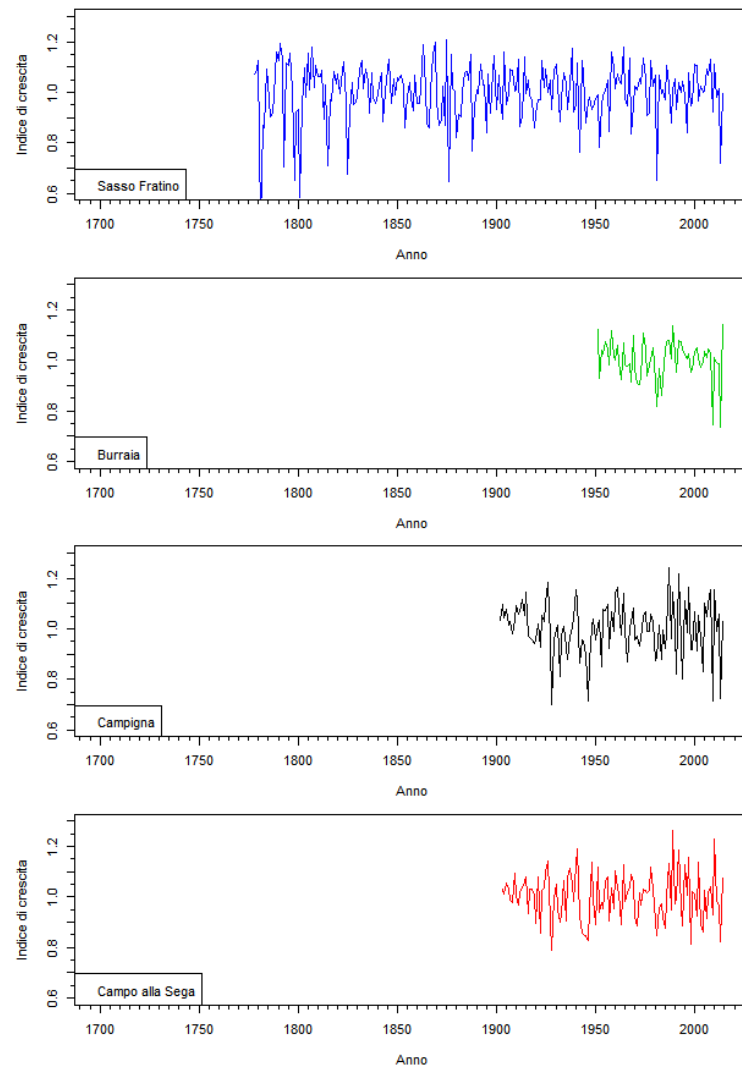 Indice di crescita
0.6 0.8 1.0 1.2
Sasso Fratino
1700 1750 1800 1850 1900 1950 2000
Anno
Indice di crescita
0.6 0.8 1.0 1.2
Burraia
1700 1750 1800 1850 1900 1950 2000
Anno
Indice di crescita
0.6 0.8 1.0 1.2
Campigna
1700 1750 1800 1850 1900 1950 2000
Anno
Indice di crescita
0.6 0.8 1.0 1.2
Campo alla Sega
1700 1750 1800 1850 1900 1950 2000
Anno